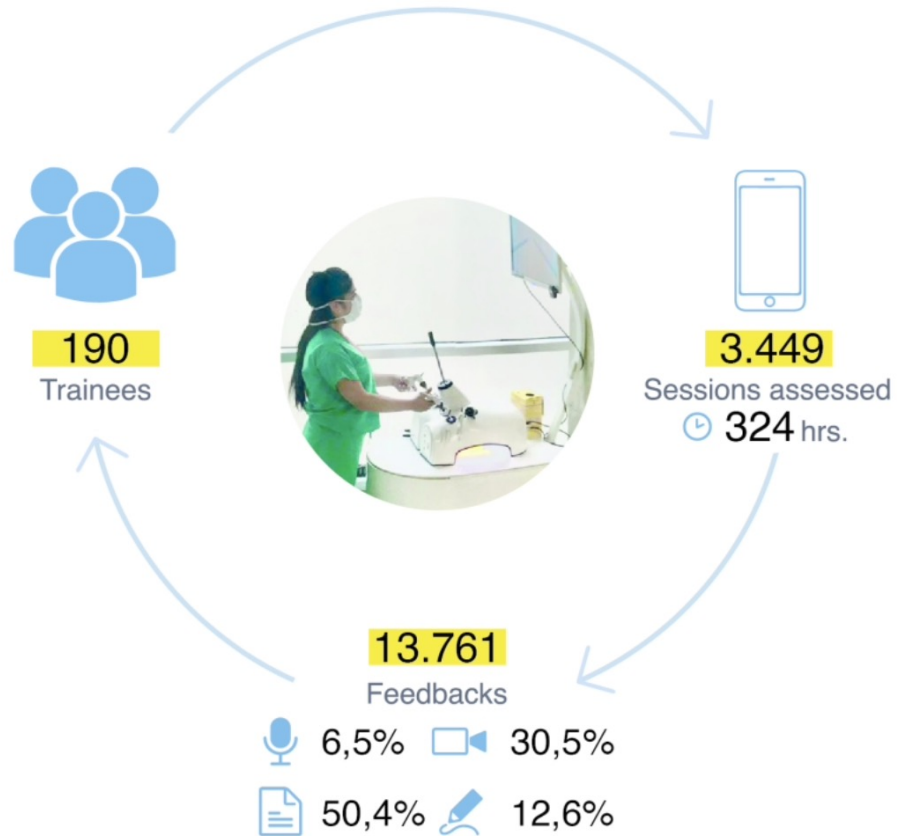 190
Trainees
3.449
Sessions assessed
324 hrs.
13.761
Feedbacks
6,5% 30,5%
50,4% 12,6%